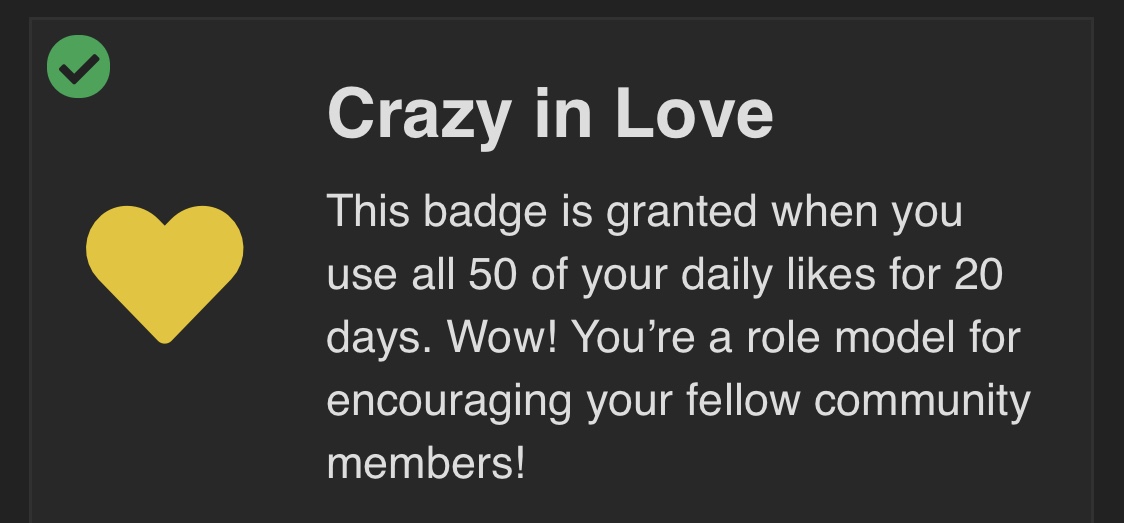 Crazy in Love
This badge is granted when you
use all 50 of your daily likes for 20
days. Wow! You’re a role model for
encouraging your fellow community
members!